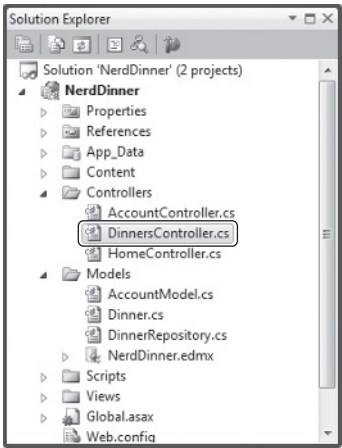 Solution Explorer
Solution 'NerdDinner' (2 projects)
NerdDinner
Properties
References
App_Data
Content
Controllers
AccountController.cs
DinnersController.cs
HomeController.cs
Models
AccountModel.cs
Dinner.cs
DinnerRepository.cs
NerdDinner.edmx
Scripts
Views
Global.asax
Web.config